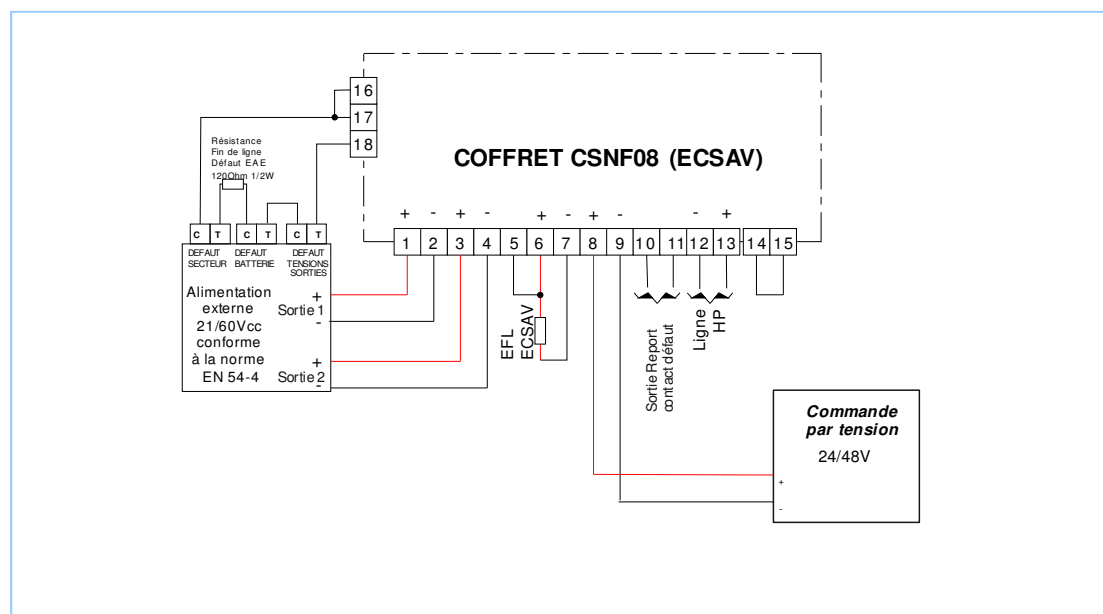 16
17
18
Résistance
Fin de ligne
Défaut EAE
120Ohm 1/2W
COFFRET CSNF08 (ECSAV)
+ - + - + - + - - +
1 2 3 4 5 6 7 8 9 10 11 12 13 14 15
C T C T C T
DEFAUT
SECTEUR
DEFAUT
BATTERIE
DEFAUT
TENSIONS
SORTIES
Alimentation
externe
21/60Vcc
conforme
à la norme
EN 54-4
+
Sortie 1
-
+
Sortie 2
-
EFL
ECSAV
Sortie Report
contact défaut
Ligne
HP
Commande
par tension
24/48V
+
-